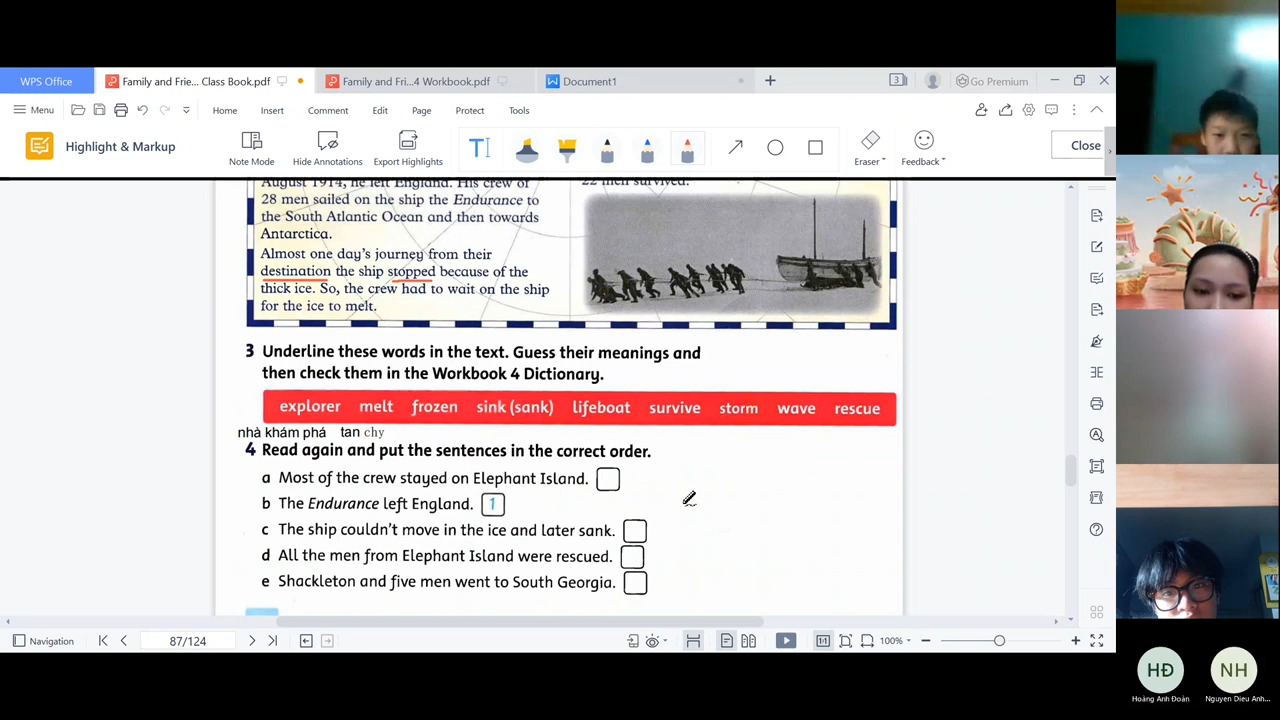 WPS Office
Family and Frie... Class Book.pdf
Family and Fri...4 Workbook.pdf
Document1
3
Go Premium
Menu
Home
Insert
Comment
Edit
Page
Protect
Tools
Highlight & Markup
Note Mode
Hide Annotations
Export Highlights
Eraser
Feedback
Close
August 1914, he left England. His crew of
28 men sailed on the ship the Endurance to
the South Atlantic Ocean and then towards
Antarctica.
Almost one day's journey from their
destination the ship stopped because of the
thick ice. So, the crew had to wait on the ship
for the ice to melt.
22 men survived.
3 Underline these words in the text. Guess their meanings and
then check them in the Workbook 4 Dictionary.
explorer melt frozen sink (sank) lifeboat survive storm wave rescue
nhà khám phá tan chy
4 Read again and put the sentences in the correct order.
a Most of the crew stayed on Elephant Island.
b The Endurance left England. 1
c The ship couldn't move in the ice and later sank.
d All the men from Elephant Island were rescued.
e Shackleton and five men went to South Georgia.
Navigation
87/124
100%
HĐ
NH
Hoàng Anh Đoàn
Nguyen Dieu Anh...